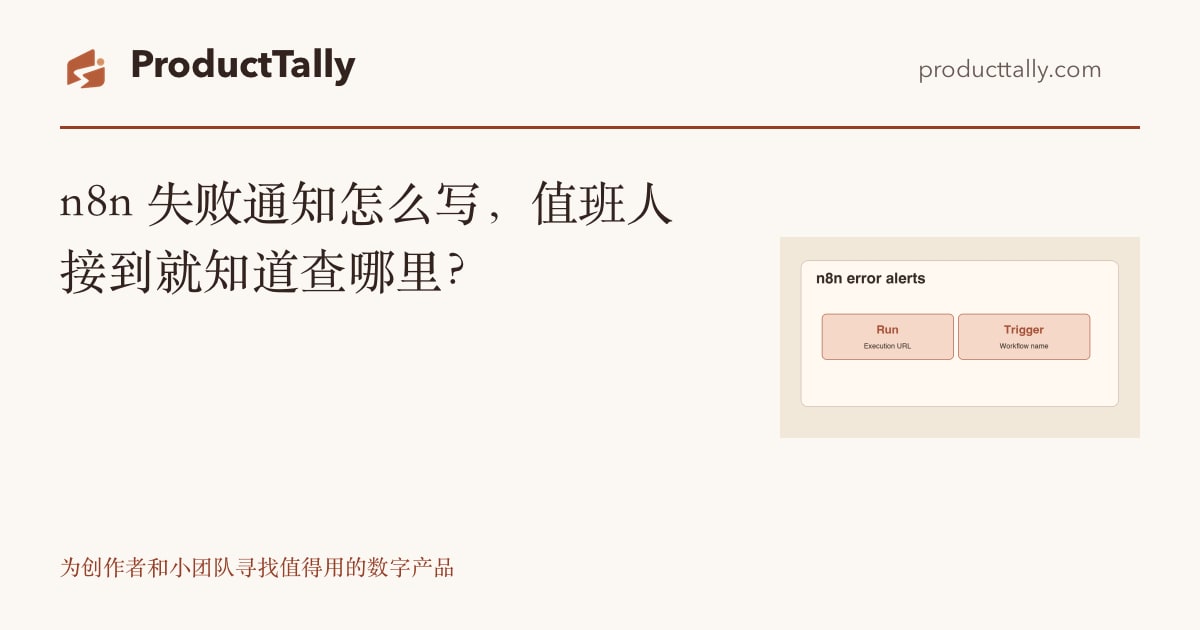 ProductTally
producttally.com
n8n 失败通知怎么写，值班人
接到就知道查哪里？
n8n error alerts
Run
Execution URL
Trigger
Workflow name
为创作者和小团队寻找值得用的数字产品